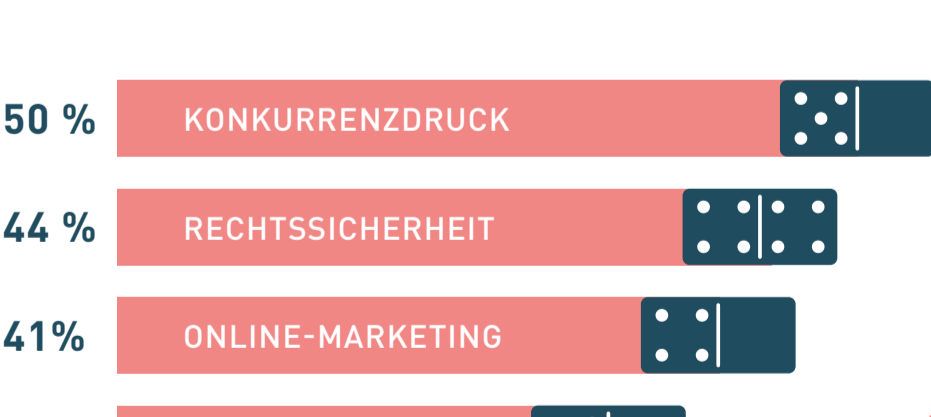 50 % KONKURRENZDRUCK
44 % RECHTSSICHERHEIT
41% ONLINE-MARKETING